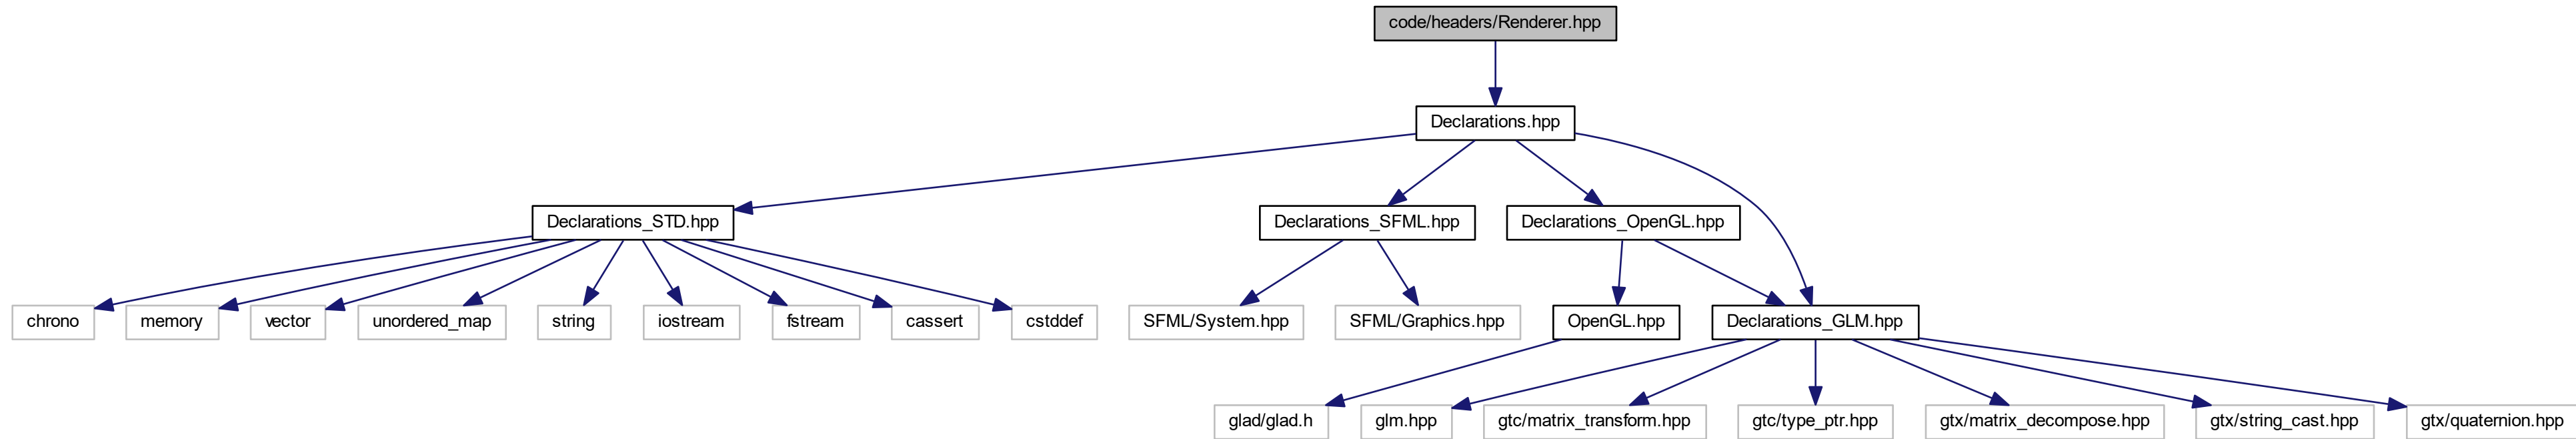 code/headers/Renderer.hpp
Declarations.hpp
Declarations_STD.hpp
Declarations_SFML.hpp
Declarations_OpenGL.hpp
chrono
memory
vector
unordered_map
string
iostream
fstream
cassert
cstddef
SFML/System.hpp
SFML/Graphics.hpp
OpenGL.hpp
Declarations_GLM.hpp
glad/glad.h
glm.hpp
gtc/matrix_transform.hpp
gtc/type_ptr.hpp
gtx/matrix_decompose.hpp
gtx/string_cast.hpp
gtx/quaternion.hpp